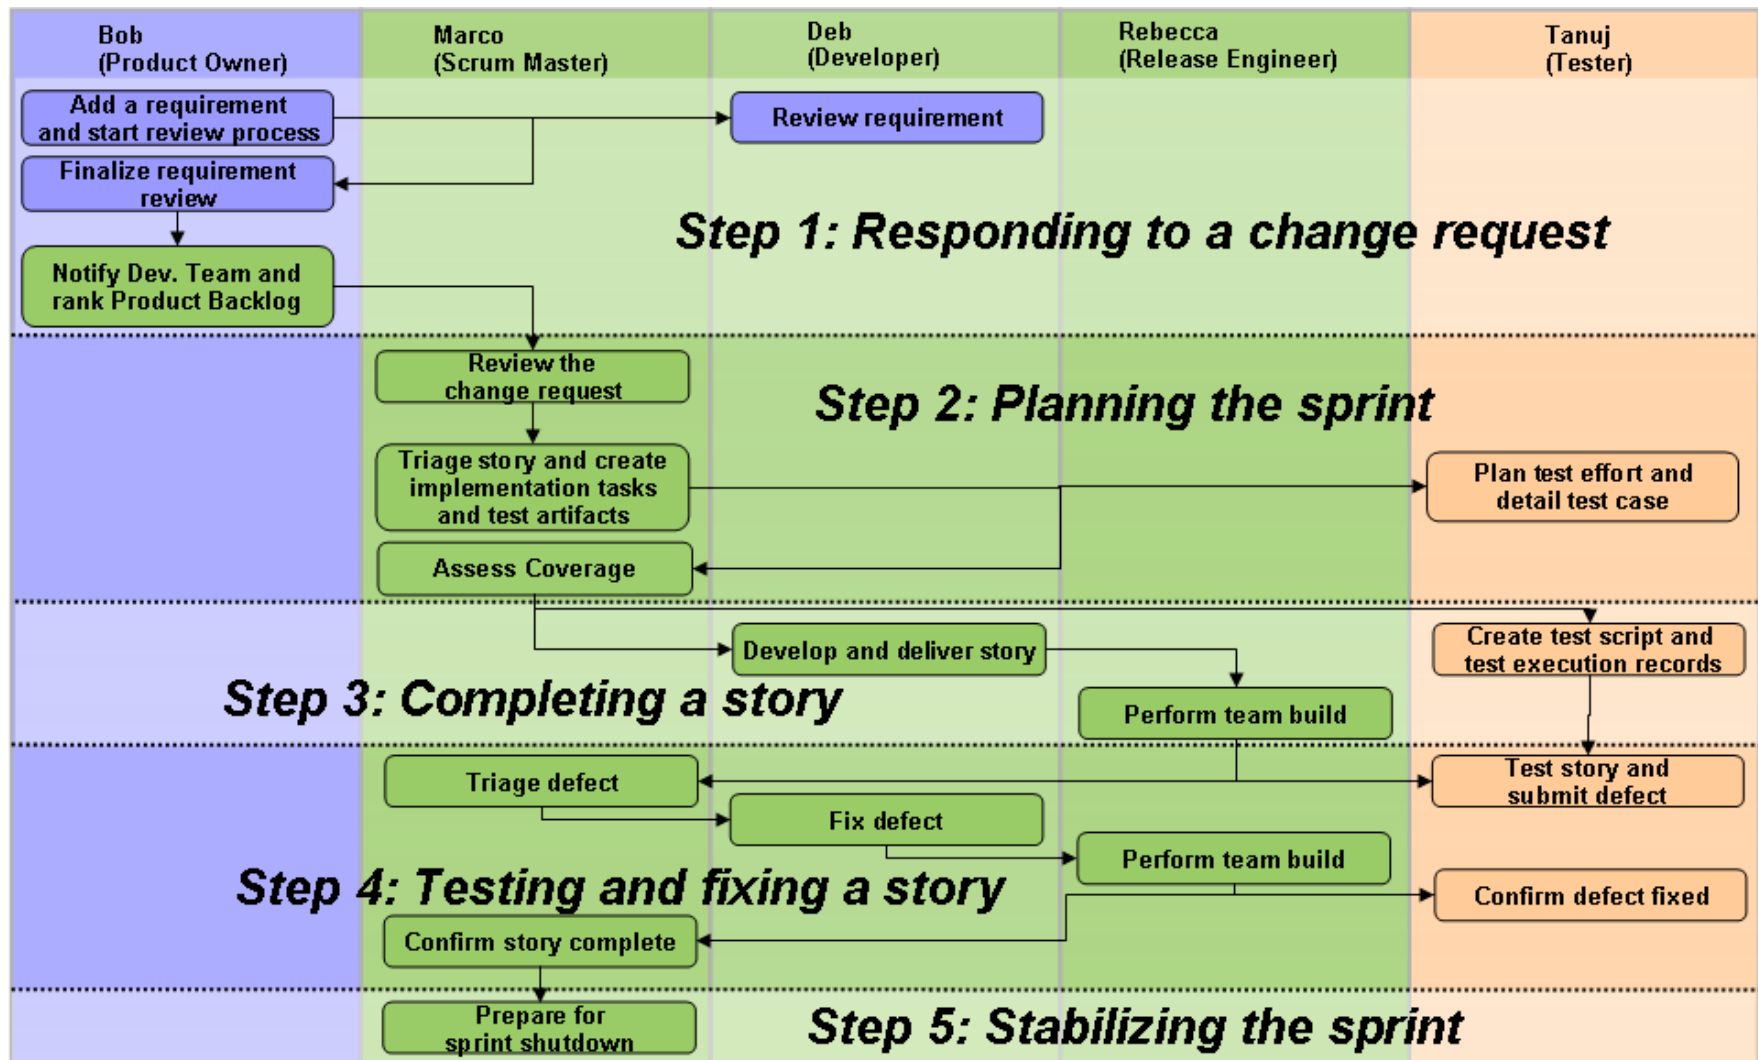 Bob
(Product Owner)
Marco
(Scrum Master)
Deb
(Developer)
Rebecca
(Release Engineer)
Tanuj
(Tester)
Add a requirement
and start review process
Review requirement
Finalize requirement
review
Step 1: Responding to a change request
Notify Dev. Team and
rank Product Backlog
Review the
change request
Step 2: Planning the sprint
Triage story and create
implementation tasks
and test artifacts
Plan test effort and
detail test case
Assess Coverage
Develop and deliver story
Create test script and
test execution records
Step 3: Completing a story
Perform team build
Triage defect
Test story and
submit defect
Fix defect
Perform team build
Step 4: Testing and fixing a story
Confirm defect fixed
Confirm story complete
Prepare for
sprint shutdown
Step 5: Stabilizing the sprint